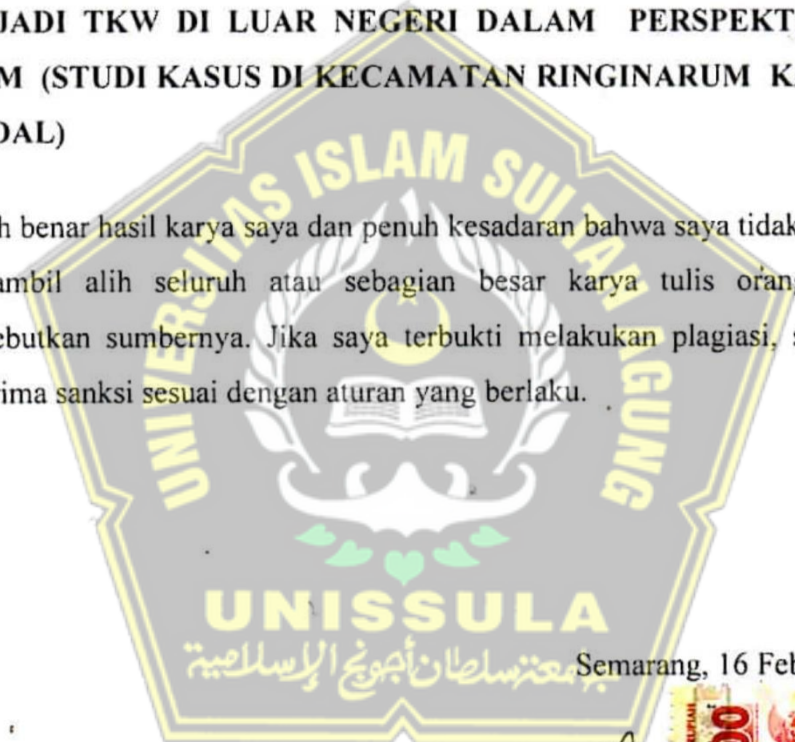 JADI TKW DI LUAR NEGERI DALAM PERSPEKT
M (STUDI KASUS DI KECAMATAN RINGINARUM K
DAL)
UNIVERSITAS ISLAM SULTAN AGUNG
h benar hasil karya saya dan penuh kesadaran bahwa saya tidak
ambil alih seluruh atau sebagian besar karya tulis orang
ebutkan sumbernya. Jika saya terbukti melakukan plagiasi, s
rima sanksi sesuai dengan aturan yang berlaku.
UNISSULA
جامعة سلطان أجونج الإسلامية
Semarang, 16 Feb